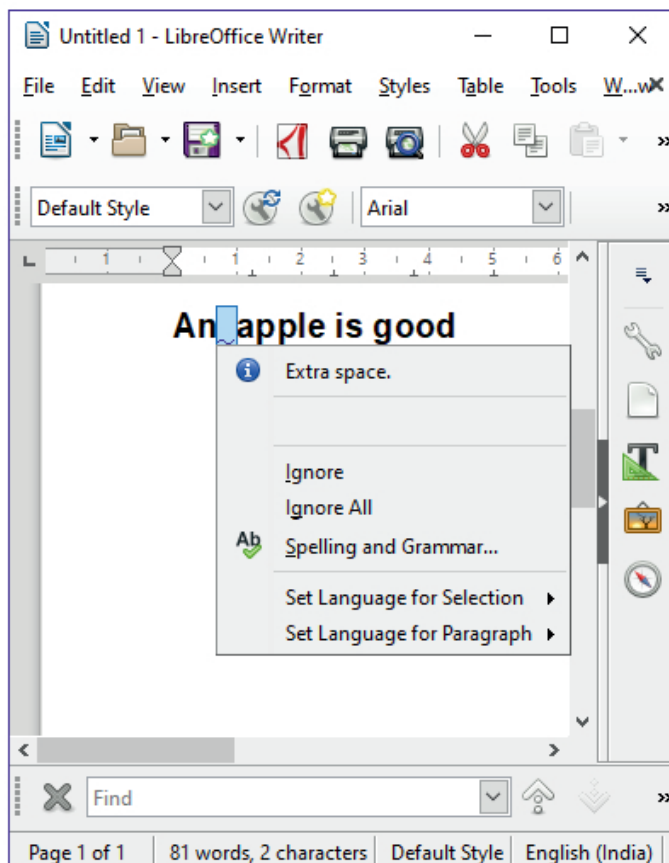 Untitled 1 - LibreOffice Writer
File Edit View Insert Format Styles Table Tools W...w
Default Style Arial
1 1 2 3 4 5 6
An  apple is good
Extra space.
Ignore
Ignore All
Ab Spelling and Grammar...
Set Language for Selection
Set Language for Paragraph
Find
Page 1 of 1 81 words, 2 characters Default Style English (India)